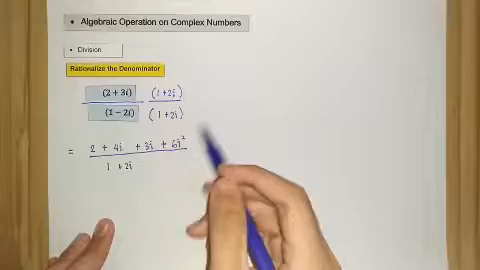 • Algebraic Operation on Complex Numbers
• Division
Rationalize the Denominator
(2 + 3i) (1+2i)
(1 − 2i) (1+2i)
= 2 + 4i + 3i + 6i²
1 + 2i